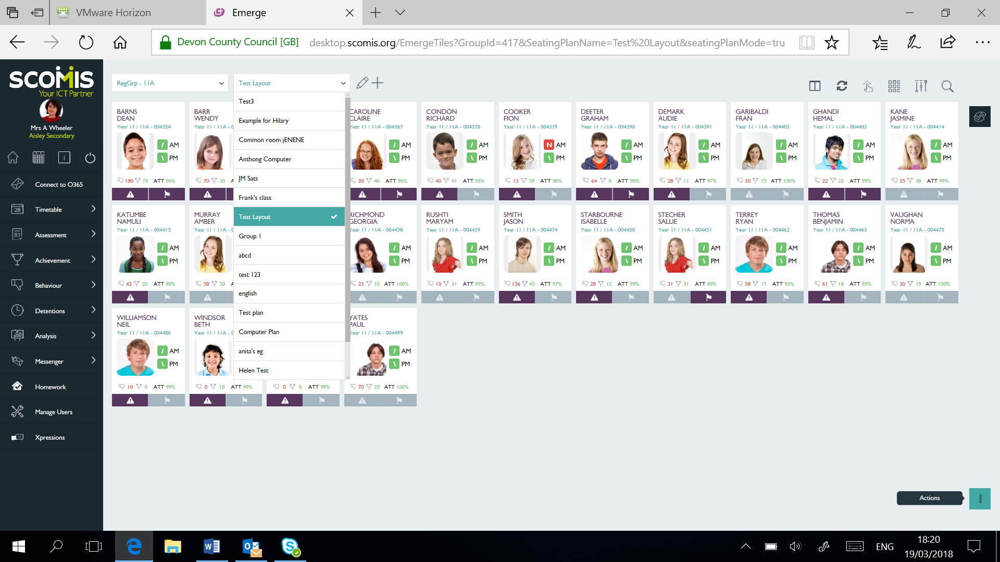 VMware Horizon
Emerge
Devon County Council [GB]
desktop.scomis.org/EmergeTiles?GroupId=417&SeatingPlanName=Test%20Layout&seatingPlanMode=tru
SCOMIS
Your ICT Partner
Mrs A Wheeler
Aisley Secondary
Connect to O365
28
Timetable
Assessment
Achievement
Behaviour
Detentions
Analysis
Messenger
Homework
Manage Users
Xpressions
RegGrp - 11A
Test Layout
Test3
Example for Hilary
Common room jENENE
Anthong Computer
JM Sats
Frank's class
Test Layout
Group 1
abcd
test 123
english
Test plan
Computer Plan
anita's eg
Helen Test
BARNS
DEAN
Year 11 / 11A - 004354
/ AM
\ PM
180 75 ATT 96%
BARR
WENDY
Year 11 / 11A - 0
70 30
CAROLINE
CLAIRE
Year 11 / 11A - 004367
/ AM
\ PM
30 46 ATT 96%
CONDON
RICHARD
Year 11 / 11A - 004378
/ AM
\ PM
40 41 ATT 95%
COOKER
FION
Year 11 / 11A - 004379
N AM
\ PM
12 29 ATT 98%
DEETER
GRAHAM
Year 11 / 11A - 004390
/ AM
\ PM
64 8 ATT 98%
DEMARK
AUDIE
Year 11 / 11A - 004391
/ AM
\ PM
28 11 ATT 97%
GARIBALDI
FRAN
Year 11 / 11A - 004402
/ AM
\ PM
30 75 ATT 100%
GHANDI
HEMAL
Year 11 / 11A - 004403
/ AM
\ PM
22 25 ATT 99%
KANE
JASMINE
Year 11 / 11A - 004414
/ AM
\ PM
35 38 ATT 99%
KATUMBE
NAMULI
Year 11 / 11A - 004415
/ AM
\ PM
42 20 ATT 98%
MURRAY
AMBER
Year 11 / 11A - 0
58 20 A
RICHMOND
GEORGIA
Year 11 / 11A - 004438
/ AM
\ PM
25 10 ATT 100%
RUSHTI
MARYAM
Year 11 / 11A - 004439
/ AM
\ PM
10 31 ATT 99%
SMITH
JASON
Year 11 / 11A - 004474
/ AM
\ PM
156 43 ATT 97%
STARBOURNE
ISABELLE
Year 11 / 11A - 004450
/ AM
\ PM
28 12 ATT 99%
STECHER
SALLIE
Year 11 / 11A - 004451
/ AM
\ PM
31 31 ATT 89%
TERREY
RYAN
Year 11 / 11A - 004462
/ AM
\ PM
58 17 ATT 93%
THOMAS
BENJAMIN
Year 11 / 11A - 004463
/ AM
\ PM
61 18 ATT 95%
VAUGHAN
NORMA
Year 11 / 11A - 004475
/ AM
\ PM
30 19 ATT 100%
WILLIAMSON
NEIL
Year 11 / 11A - 004486
/ AM
\ PM
10 0 ATT 99%
WINDSOR
BETH
Year 11 / 11A - 0
0 10 ATT 99%
0 0 ATT 99%
YATES
PAUL
Year 11 / 11A - 004499
/ AM
\ PM
70 20 ATT 100%
Actions
ENG
18:20
19/03/2018